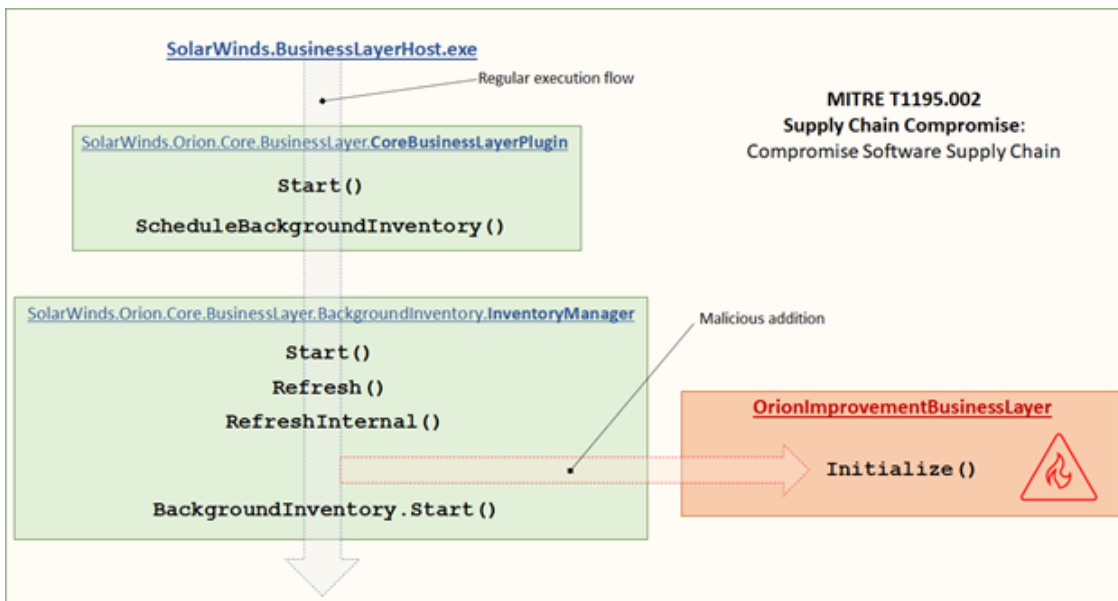 SolarWinds.BusinessLayerHost.exe
Regular execution flow
MITRE T1195.002
Supply Chain Compromise:
Compromise Software Supply Chain
SolarWinds.Orion.Core.BusinessLayer.CoreBusinessLayerPlugin
Start()
ScheduleBackgroundInventory()
SolarWinds.Orion.Core.BusinessLayer.BackgroundInventory.InventoryManager
Malicious addition
Start()
Refresh()
RefreshInternal()
OrionImprovementBusinessLayer
Initialize()
BackgroundInventory.Start()